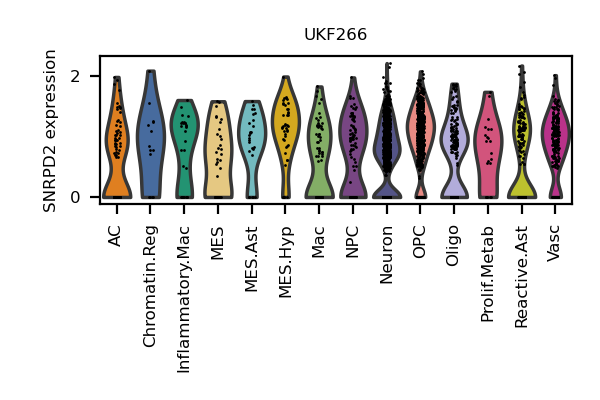 UKF266
SNRPD2 expression
2
0
AC
Chromatin.Reg
Inflammatory.Mac
MES
MES.Ast
MES.Hyp
Mac
NPC
Neuron
OPC
Oligo
Prolif.Metab
Reactive.Ast
Vasc